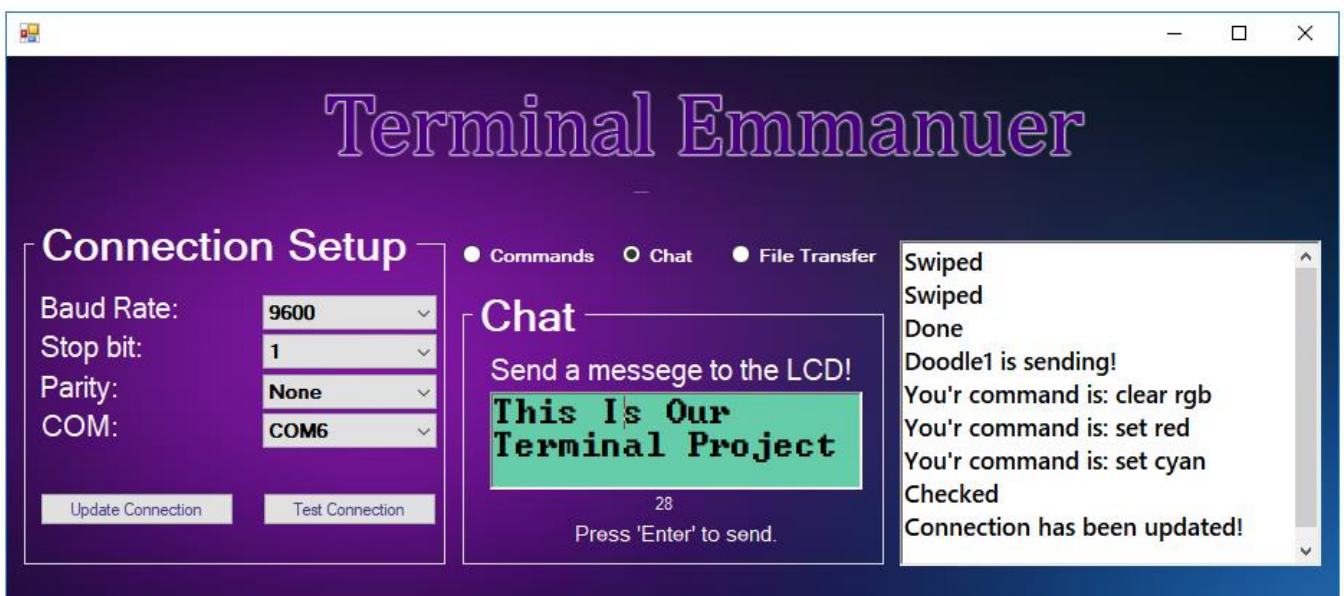 Terminal Emmanuer
Connection Setup
Baud Rate: 9600
Stop bit: 1
Parity: None
COM: COM6
Update Connection Test Connection
Commands Chat File Transfer
Chat
Send a messege to the LCD!
This Is Our
Terminal Project
28
Press 'Enter' to send.
Swiped
Swiped
Done
Doodle1 is sending!
You'r command is: clear rgb
You'r command is: set red
You'r command is: set cyan
Checked
Connection has been updated!